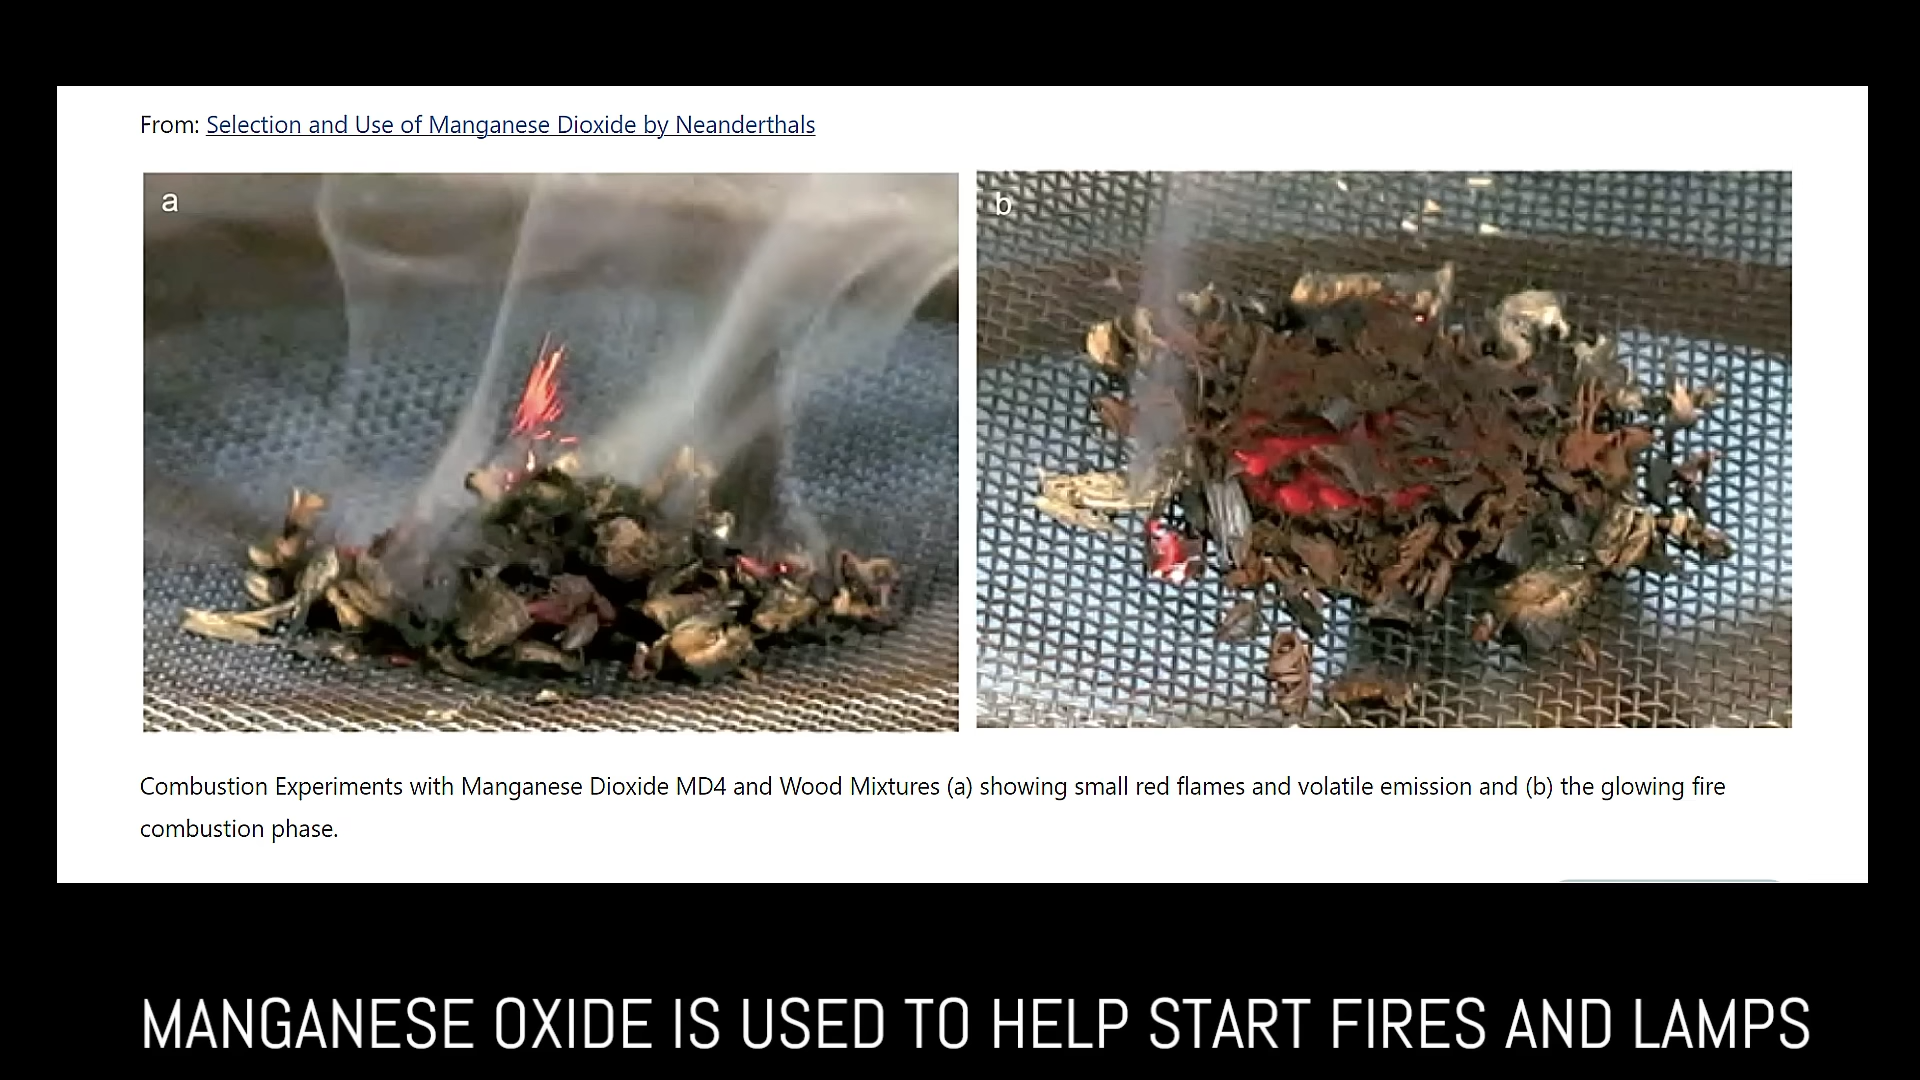 From: Selection and Use of Manganese Dioxide by Neanderthals
a
b
Combustion Experiments with Manganese Dioxide MD4 and Wood Mixtures (a) showing small red flames and volatile emission and (b) the glowing fire
combustion phase.
MANGANESE OXIDE IS USED TO HELP START FIRES AND LAMPS